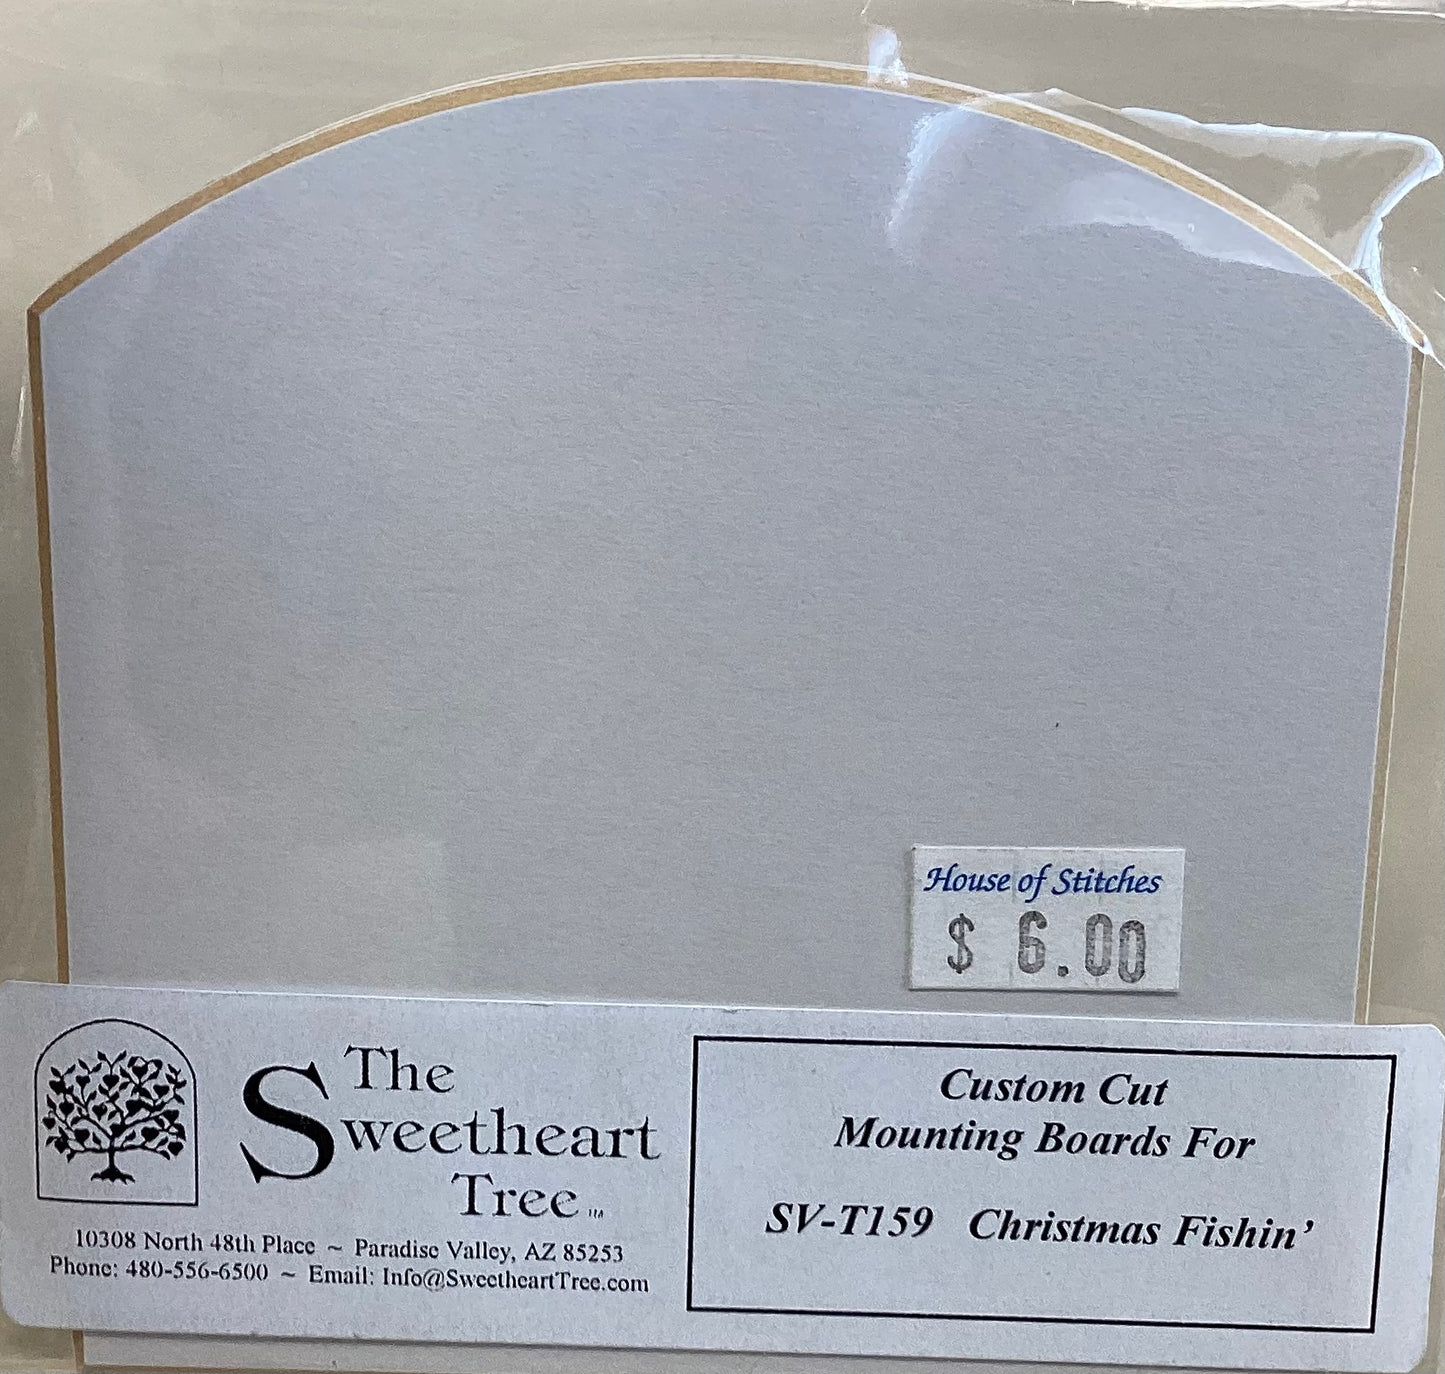 House of Stitches
$ 6.00
The
Sweetheart
Tree™
10308 North 48th Place ~ Paradise Valley, AZ 85253
Phone: 480-556-6500 ~ Email: Info@SweetheartTree.com
Custom Cut
Mounting Boards For
SV-T159 Christmas Fishin'